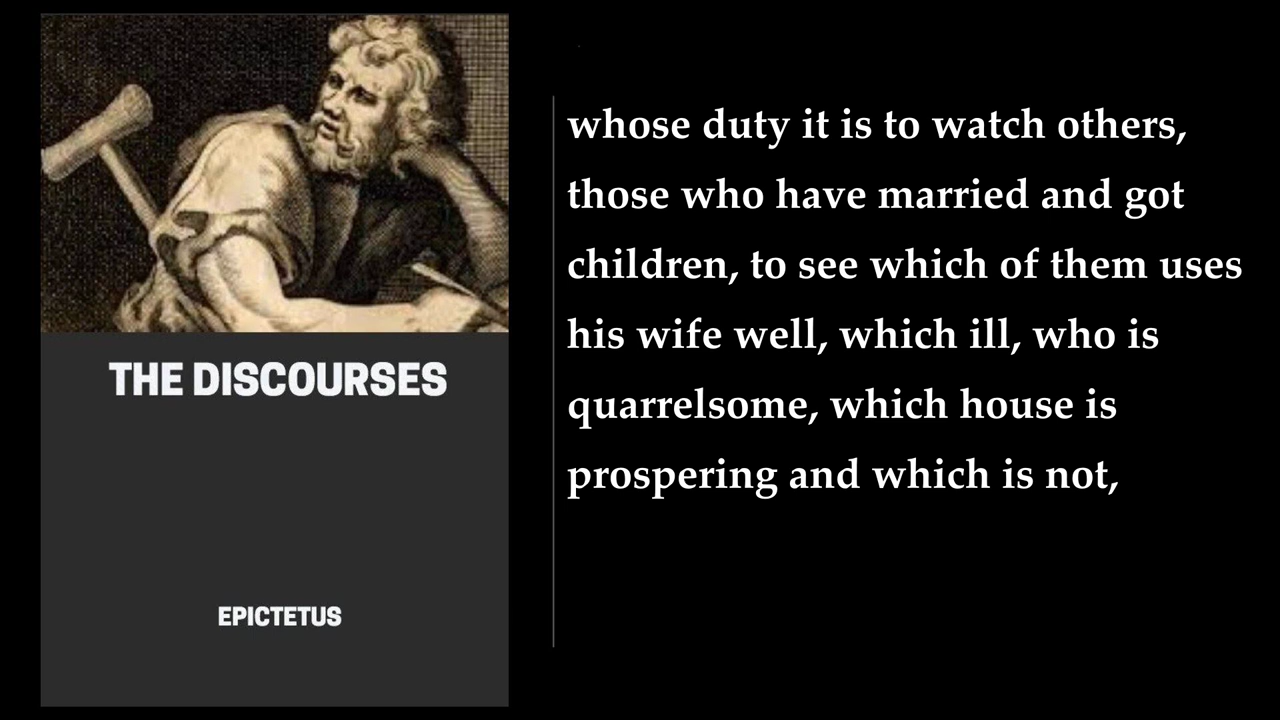 THE DISCOURSES
EPICTETUS
whose duty it is to watch others,
those who have married and got
children, to see which of them uses
his wife well, which ill, who is
quarrelsome, which house is
prospering and which is not,